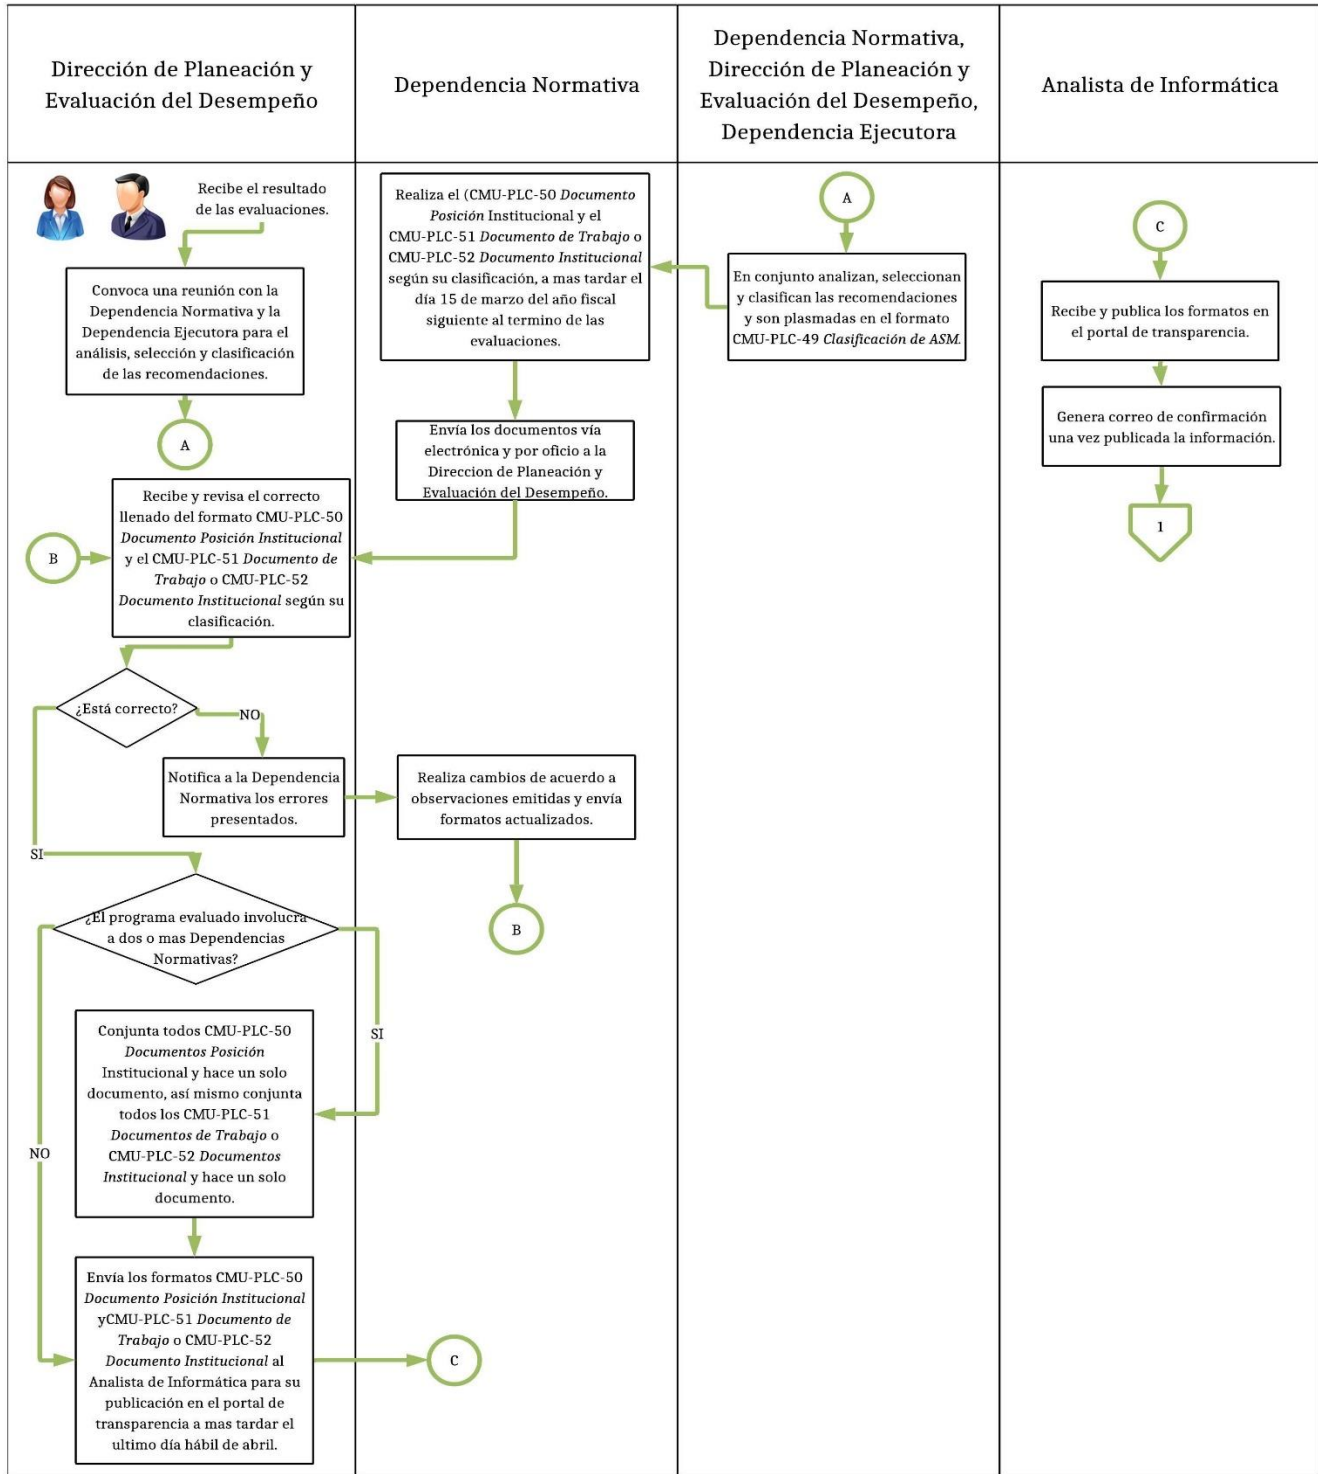 Dirección de Planeación y
Evaluación del Desempeño
Dependencia Normativa
Dependencia Normativa,
Dirección de Planeación y
Evaluación del Desempeño,
Dependencia Ejecutora
Analista de Informática
Recibe el resultado
de las evaluaciones.
Convoca una reunión con la
Dependencia Normativa y la
Dependencia Ejecutora para el
análisis, selección y clasificación
de las recomendaciones.
A
Recibe y revisa el correcto
llenado del formato CMU-PLC-50
Documento Posición Institucional
y el CMU-PLC-51 Documento de
Trabajo o CMU-PLC-52
Documento Institucional según su
clasificación.
B
¿Está correcto?
NO
SI
Notifica a la Dependencia
Normativa los errores
presentados.
¿El programa evaluado involucra
a dos o mas Dependencias
Normativas?
SI
NO
Conjunta todos CMU-PLC-50
Documentos Posición
Institucional y hace un solo
documento, así mismo conjunta
todos los CMU-PLC-51
Documentos de Trabajo o
CMU-PLC-52 Documentos
Institucional y hace un solo
documento.
Envía los formatos CMU-PLC-50
Documento Posición Institucional
yCMU-PLC-51 Documento de
Trabajo o CMU-PLC-52
Documento Institucional al
Analista de Informática para su
publicación en el portal de
transparencia a mas tardar el
ultimo día hábil de abril.
Realiza el (CMU-PLC-50 Documento
Posición Institucional y el
CMU-PLC-51 Documento de Trabajo o
CMU-PLC-52 Documento Institucional
según su clasificación, a mas tardar el
día 15 de marzo del año fiscal
siguiente al termino de las
evaluaciones.
Envía los documentos vía
electrónica y por oficio a la
Direccion de Planeación y
Evaluación del Desempeño.
Realiza cambios de acuerdo a
observaciones emitidas y envía
formatos actualizados.
B
C
A
En conjunto analizan, seleccionan
y clasifican las recomendaciones
y son plasmadas en el formato
CMU-PLC-49 Clasificación de ASM.
C
Recibe y publica los formatos en
el portal de transparencia.
Genera correo de confirmación
una vez publicada la información.
1